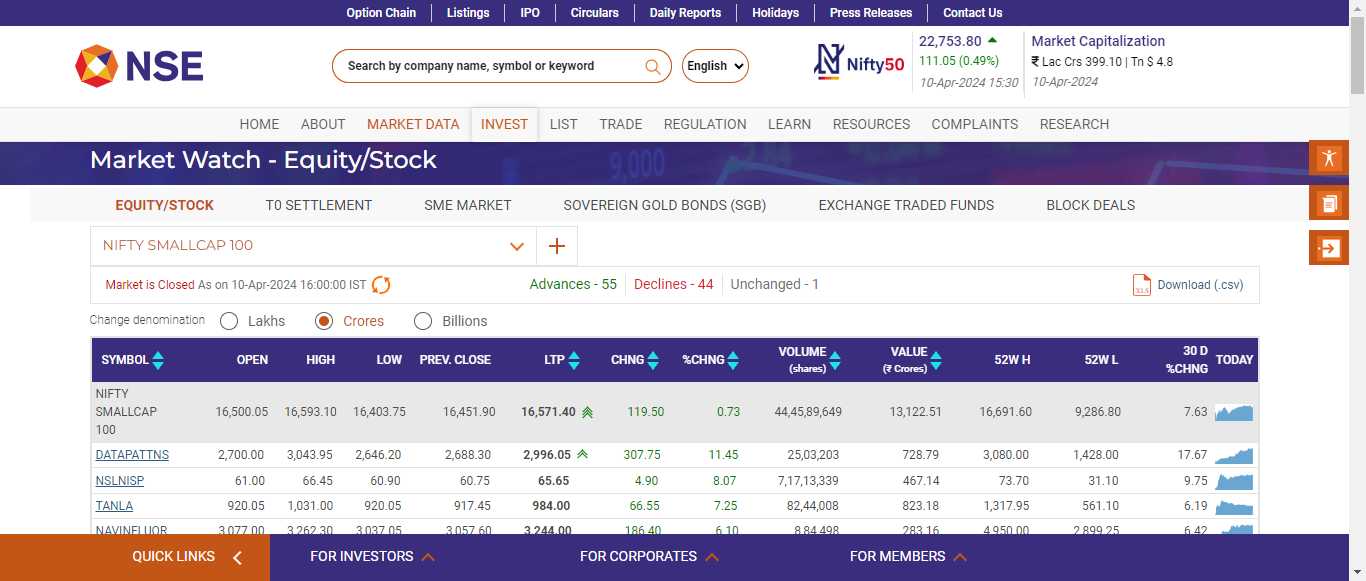 Option Chain Listings IPO Circulars Daily Reports Holidays Press Releases Contact Us
NSE
Search by company name, symbol or keyword
English
Nifty50
22,753.80
111.05 (0.49%)
10-Apr-2024 15:30
Market Capitalization
₹ Lac Crs 399.10 | Tn $ 4.8
10-Apr-2024
HOME ABOUT MARKET DATA INVEST LIST TRADE REGULATION LEARN RESOURCES COMPLAINTS RESEARCH
Market Watch - Equity/Stock
9,000
EQUITY/STOCK T0 SETTLEMENT SME MARKET SOVEREIGN GOLD BONDS (SGB) EXCHANGE TRADED FUNDS BLOCK DEALS
NIFTY SMALLCAP 100
Market is Closed As on 10-Apr-2024 16:00:00 IST Advances - 55 Declines - 44 Unchanged - 1 XLS Download (.csv)
Change denomination Lakhs Crores Billions
SYMBOL OPEN HIGH LOW PREV. CLOSE LTP CHNG %CHNG VOLUME (shares) VALUE (₹ Crores) 52W H 52W L 30 D %CHNG TODAY
NIFTY SMALLCAP 100 16,500.05 16,593.10 16,403.75 16,451.90 16,571.40 119.50 0.73 44,45,89,649 13,122.51 16,691.60 9,286.80 7.63
DATAPATTNS 2,700.00 3,043.95 2,646.20 2,688.30 2,996.05 307.75 11.45 25,03,203 728.79 3,080.00 1,428.00 17.67
NSLNISP 61.00 66.45 60.90 60.75 65.65 4.90 8.07 7,17,13,339 467.14 73.70 31.10 9.75
TANLA 920.05 1,031.00 920.05 917.45 984.00 66.55 7.25 82,44,008 823.18 1,317.95 561.10 6.19
NAVINFLUOR 3,077.00 3,262.30 3,037.05 3,057.60 3,244.00 186.40 6.10 8,84,498 283.16 4,950.00 2,899.25 6.42
QUICK LINKS FOR INVESTORS FOR CORPORATES FOR MEMBERS